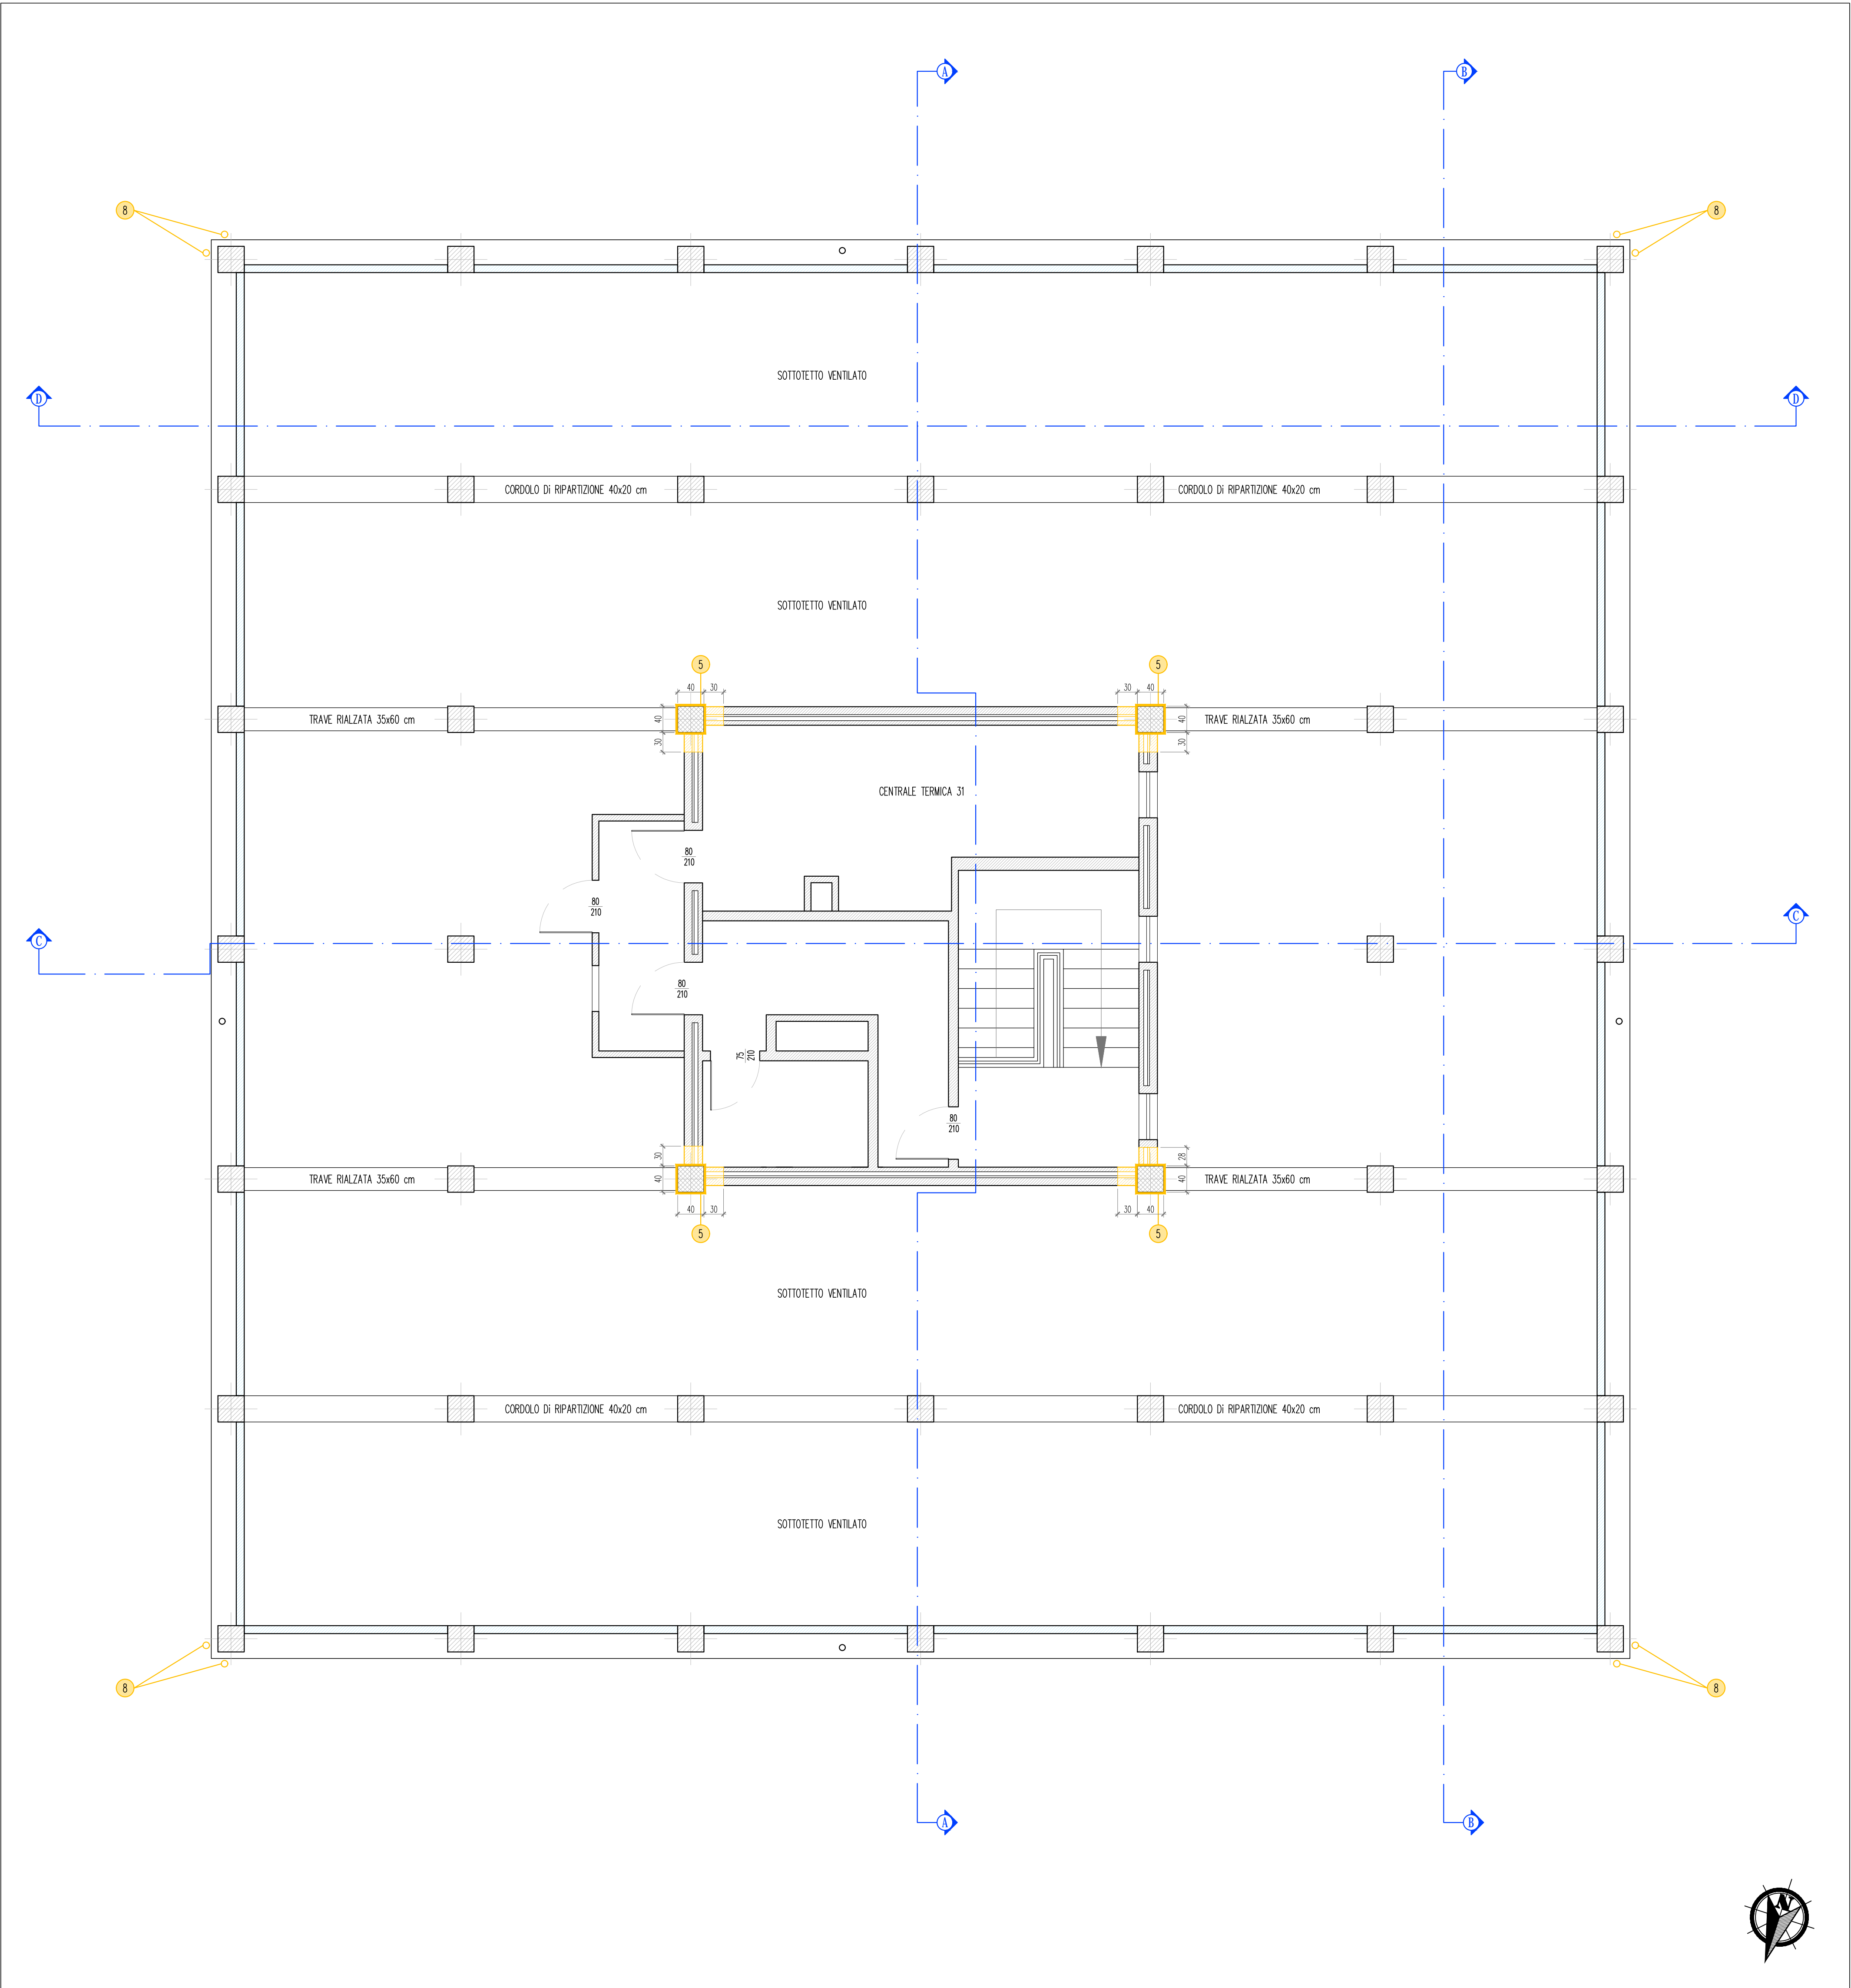 A
B
8
8
SOTTOTETTO VENTILATO
D
D
CORDOLO Di RIPARTIZIONE 40x20 cm
CORDOLO Di RIPARTIZIONE 40x20 cm
SOTTOTETTO VENTILATO
5
5
40
30
30
40
TRAVE RIALZATA 35x60 cm
40
40
TRAVE RIALZATA 35x60 cm
30
30
CENTRALE TERMICA 31
80
210
80
210
C
C
80
210
75
210
80
210
30
28
TRAVE RIALZATA 35x60 cm
40
40
TRAVE RIALZATA 35x60 cm
40
30
30
40
5
5
SOTTOTETTO VENTILATO
CORDOLO Di RIPARTIZIONE 40x20 cm
CORDOLO Di RIPARTIZIONE 40x20 cm
SOTTOTETTO VENTILATO
8
8
A
B
N